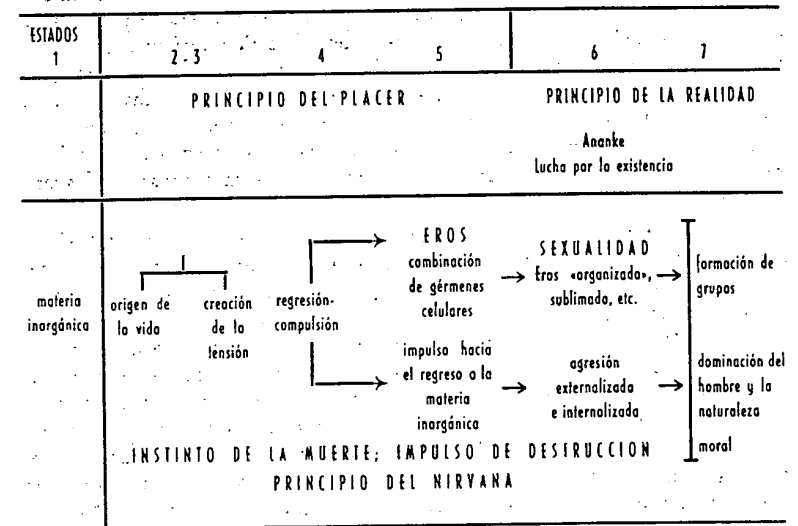 ESTADOS
1
2-3
4
5
6
7
PRINCIPIO DEL PLACER
PRINCIPIO DE LA REALIDAD
Ananke
Lucha por la existencia
materia
inorgánica
origen de
la vida
creación
de la
tensión
regresión-
compulsión
EROS
combinación
de gérmenes
celulares
impulso hacia
el regreso a la
materia
inorgánica
SEXUALIDAD
Eros «organizado»,
sublimado, etc.
agresión
externalizada
e internalizada
formación de
grupos
dominación del
hombre y la
naturaleza
moral
INSTINTO DE LA MUERTE; IMPULSO DE DESTRUCCION
PRINCIPIO DEL NIRVANA